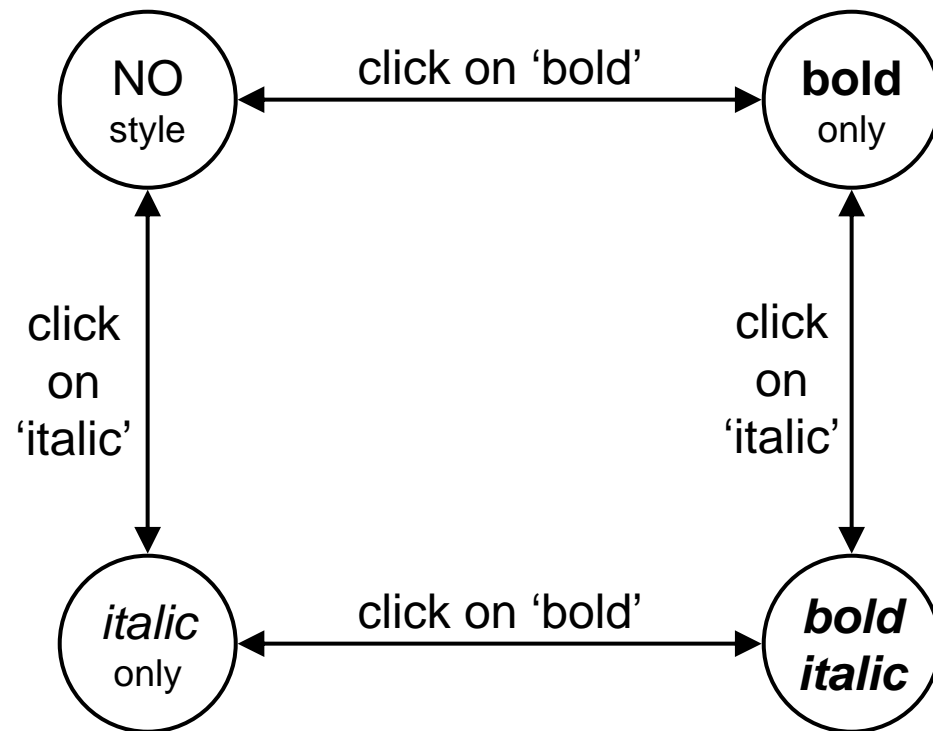 NO
style
click on ‘bold’
bold
only
click
on
‘italic’
click
on
‘italic’
italic
only
click on ‘bold’
bold
italic